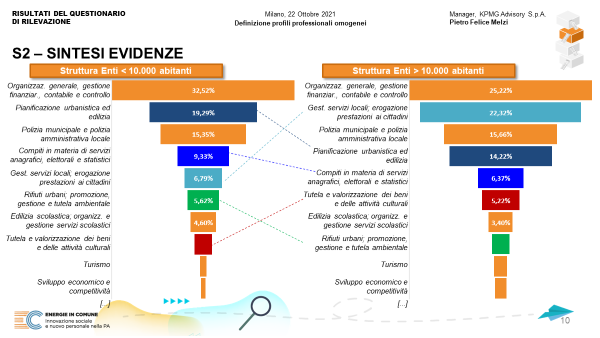 RISULTATI DEL QUESTIONARIO
DI RILEVAZIONE
Milano, 22 Ottobre 2021
Definizione profili professionali omogenei
Manager, KPMG Advisory S.p.A.
Pietro Felice Melzi
S2 – SINTESI EVIDENZE
Struttura Enti < 10.000 abitanti
Organizzaz. generale, gestione
finanziar., contabile e controllo
32,52%
Pianificazione urbanistica ed
edilizia
19,29%
Polizia municipale e polizia
amministrativa locale
15,35%
Compiti in materia di servizi
anagrafici, elettorali e statistici
9,33%
Gest. servizi locali; erogazione
prestazioni ai cittadini
6,79%
Rifiuti urbani; promozione,
gestione e tutela ambientale
5,62%
Edilizia scolastica, organizz. e
gestione servizi scolastici
4,60%
Tutela e valorizzazione dei beni
e delle attività culturali
Turismo
Sviluppo economico e
competitività
[...]
Struttura Enti > 10.000 abitanti
Organizzaz. generale, gestione
finanziar., contabile e controllo
25,22%
Gest. servizi locali; erogazione
prestazioni ai cittadini
22,32%
Polizia municipale e polizia
amministrativa locale
15,66%
Pianificazione urbanistica ed
edilizia
14,22%
Compiti in materia di servizi
anagrafici, elettorali e statistici
6,37%
Tutela e valorizzazione dei beni
e delle attività culturali
5,22%
Edilizia scolastica, organizz. e
gestione servizi scolastici
3,40%
Rifiuti urbani; promozione,
gestione e tutela ambientale
Turismo
Sviluppo economico e
competitività
[...]
ENERGIE IN COMUNE
Innovazione sociale
e nuovo personale nella PA
10